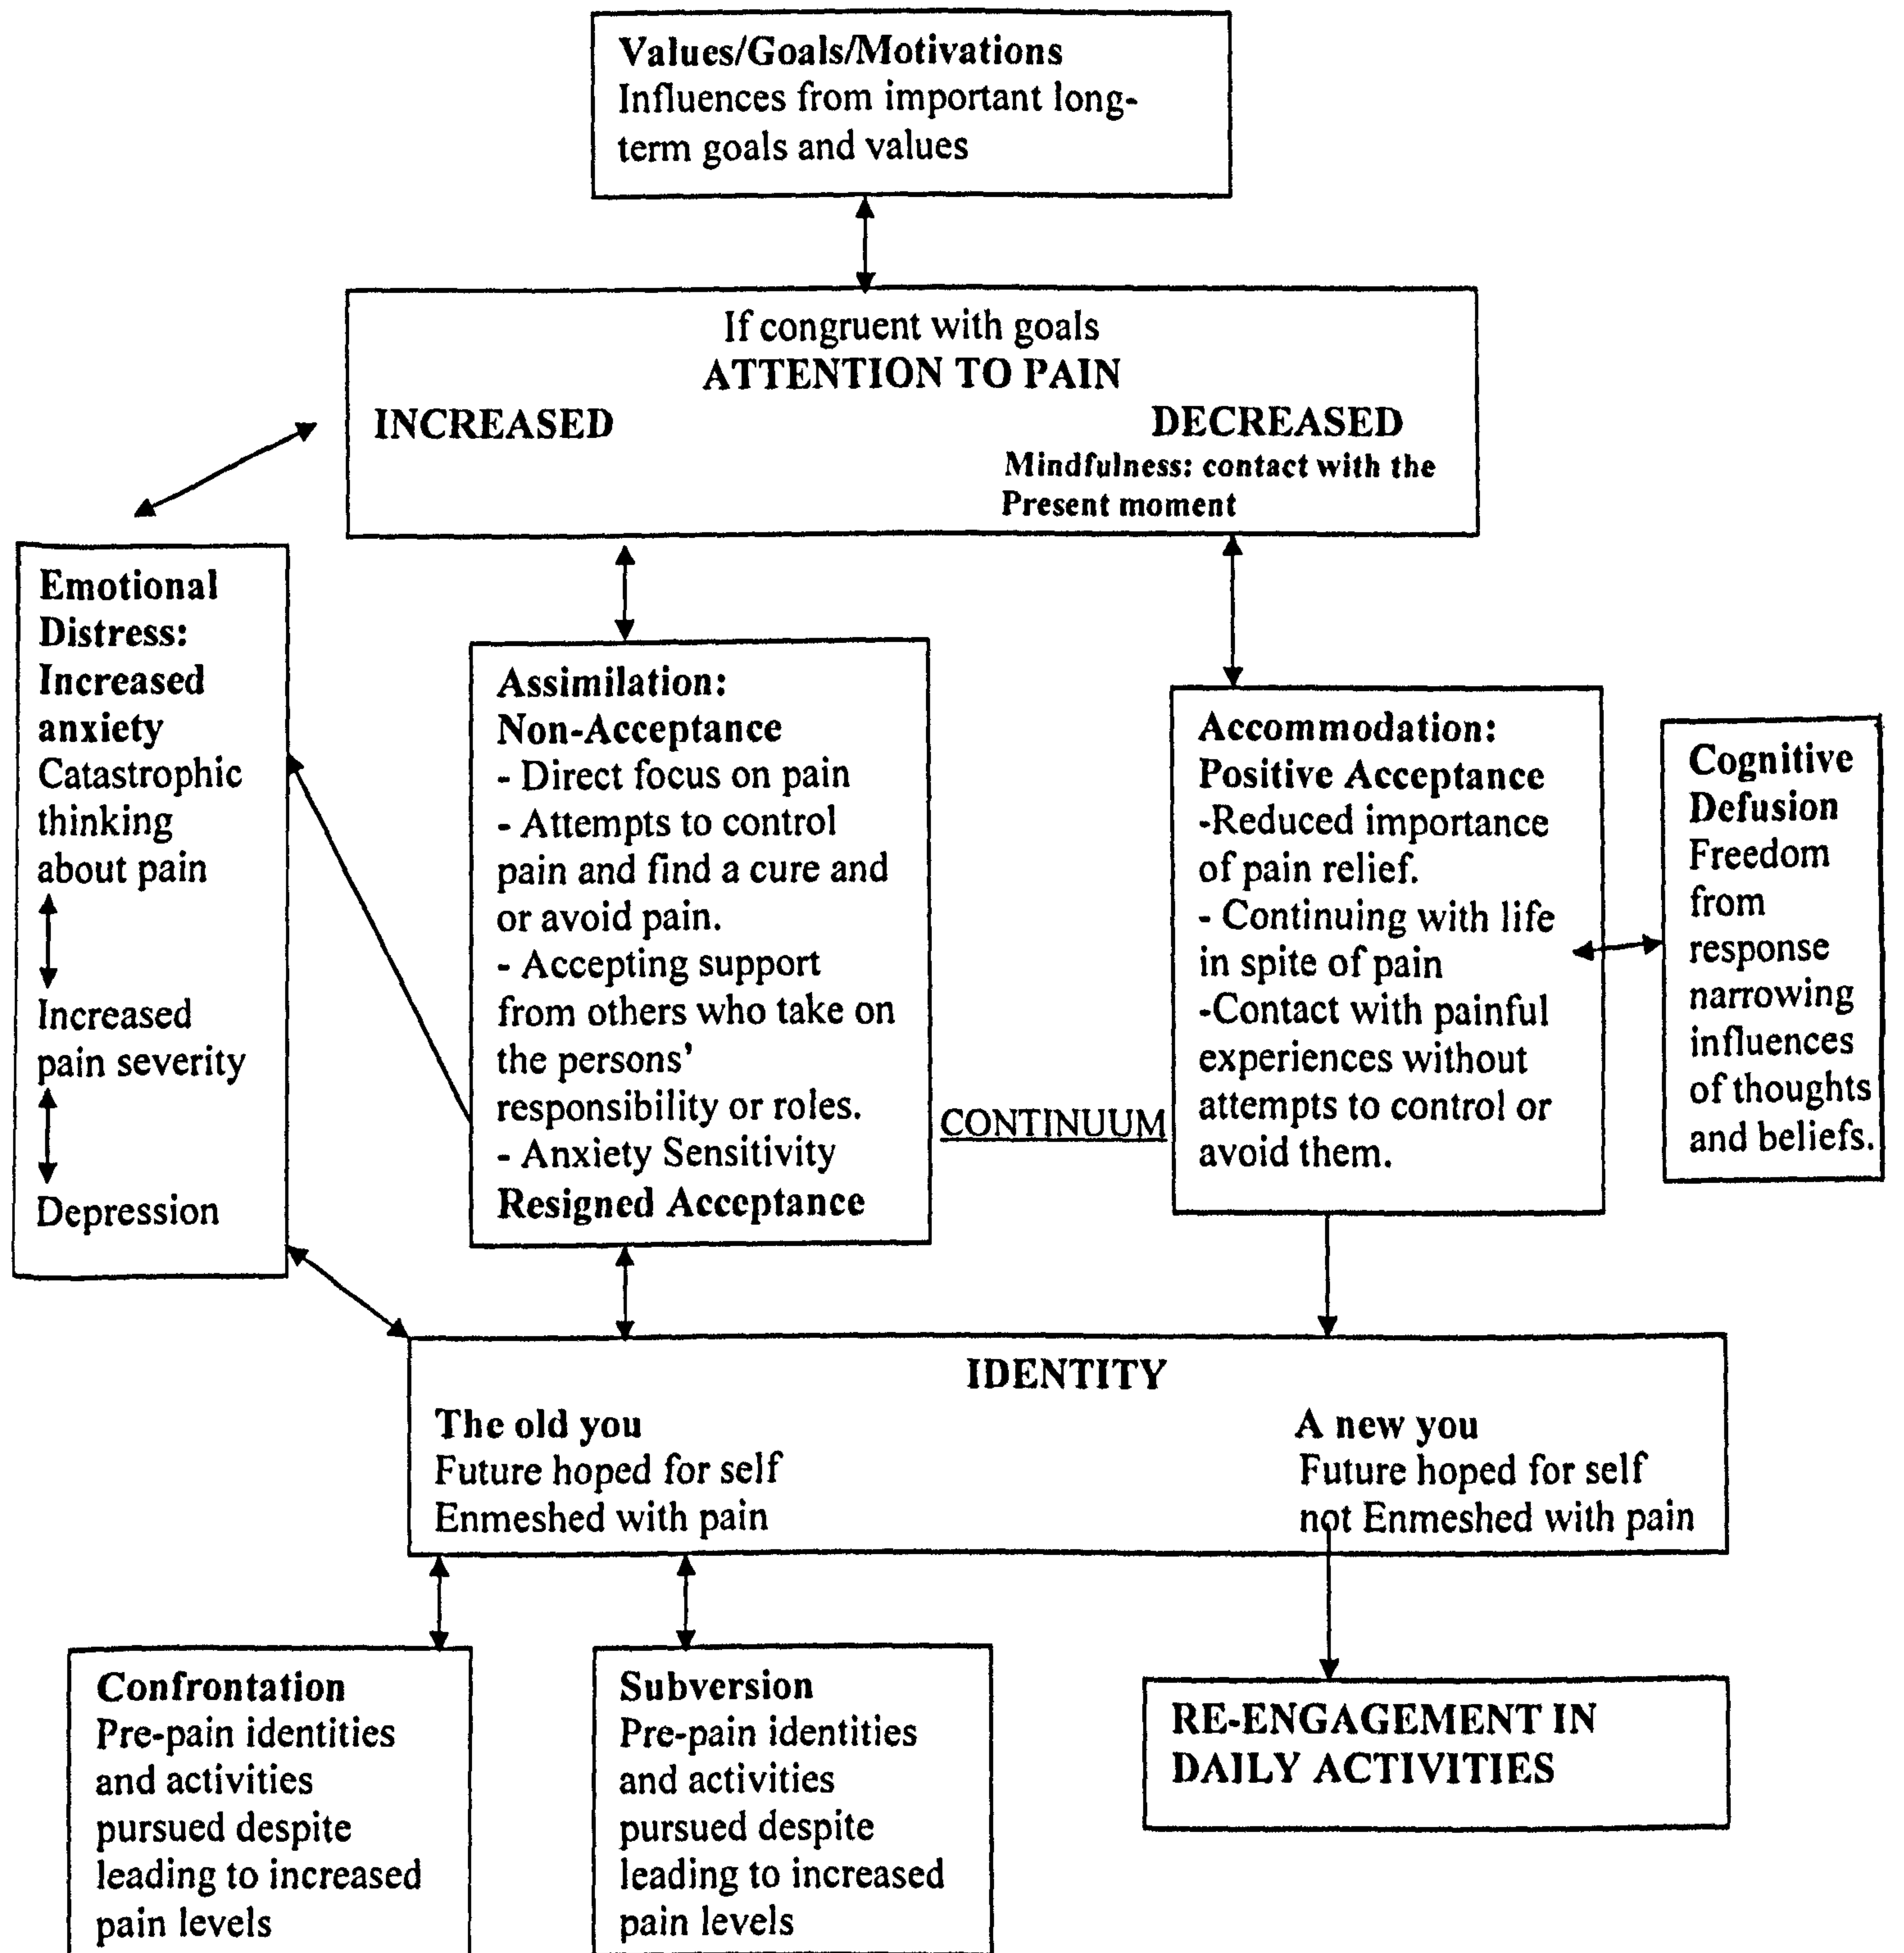 Values/Goals/Motivations
Influences from important long-
term goals and values
If congruent with goals
ATTENTION TO PAIN
INCREASED
DECREASED
Mindfulness: contact with the
Present moment
Emotional
Distress:
Increased
anxiety
Catastrophic
thinking
about pain
Increased
pain severity
Depression
Assimilation:
Non-Acceptance
- Direct focus on pain
- Attempts to control
pain and find a cure and
or avoid pain.
- Accepting support
from others who take on
the persons'
responsibility or roles.
- Anxiety Sensitivity
Resigned Acceptance
CONTINUUM
Accommodation:
Positive Acceptance
-Reduced importance
of pain relief.
- Continuing with life
in spite of pain
-Contact with painful
experiences without
attempts to control or
avoid them.
Cognitive
Defusion
Freedom
from
response
narrowing
influences
of thoughts
and beliefs.
IDENTITY
The old you
Future hoped for self
Enmeshed with pain
A new you
Future hoped for self
not Enmeshed with pain
Confrontation
Pre-pain identities
and activities
pursued despite
leading to increased
pain levels
Subversion
Pre-pain identities
and activities
pursued despite
leading to increased
pain levels
RE-ENGAGEMENT IN
DAILY ACTIVITIES